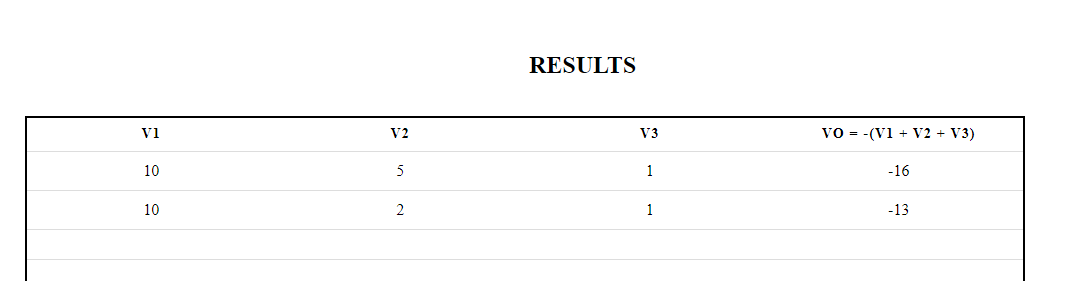 RESULTS
V1 V2 V3 VO = -(V1 + V2 + V3)
10 5 1 -16
10 2 1 -13